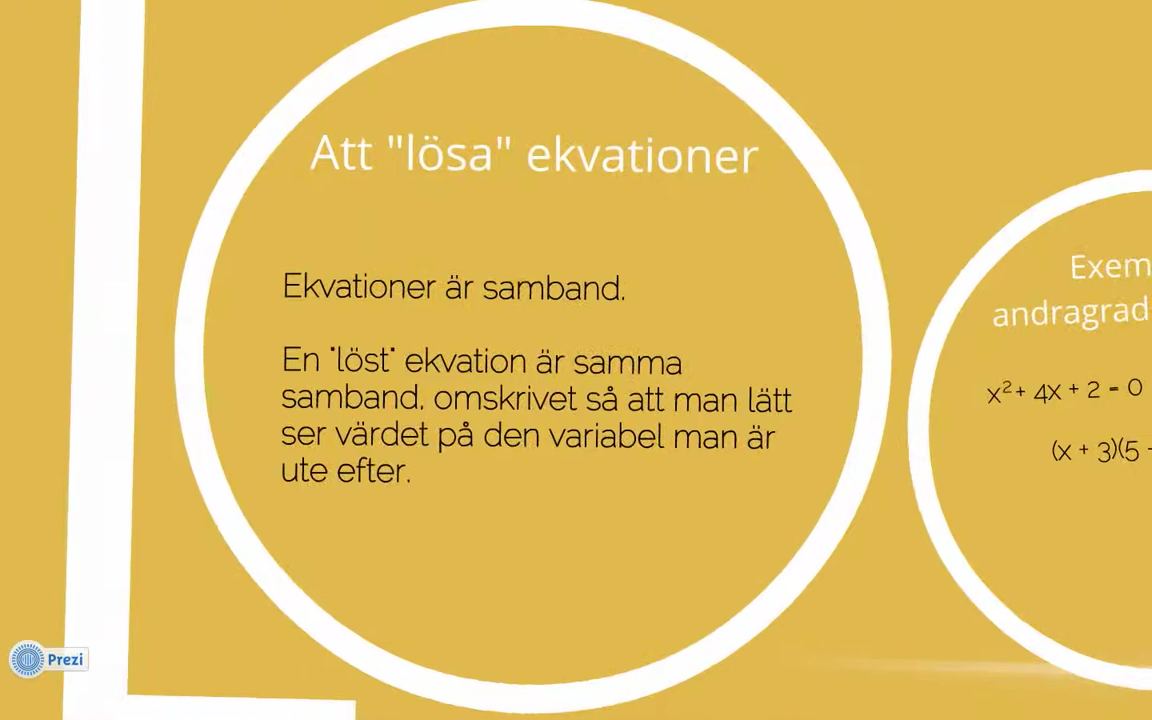 Att "lösa" ekvationer
Ekvationer är samband.
En "löst" ekvation är samma
samband, omskrivet så att man lätt
ser värdet på den variabel man är
ute efter.
Exem
andragrad
x² + 4x + 2 = 0
(x + 3)(5 -
Prezi